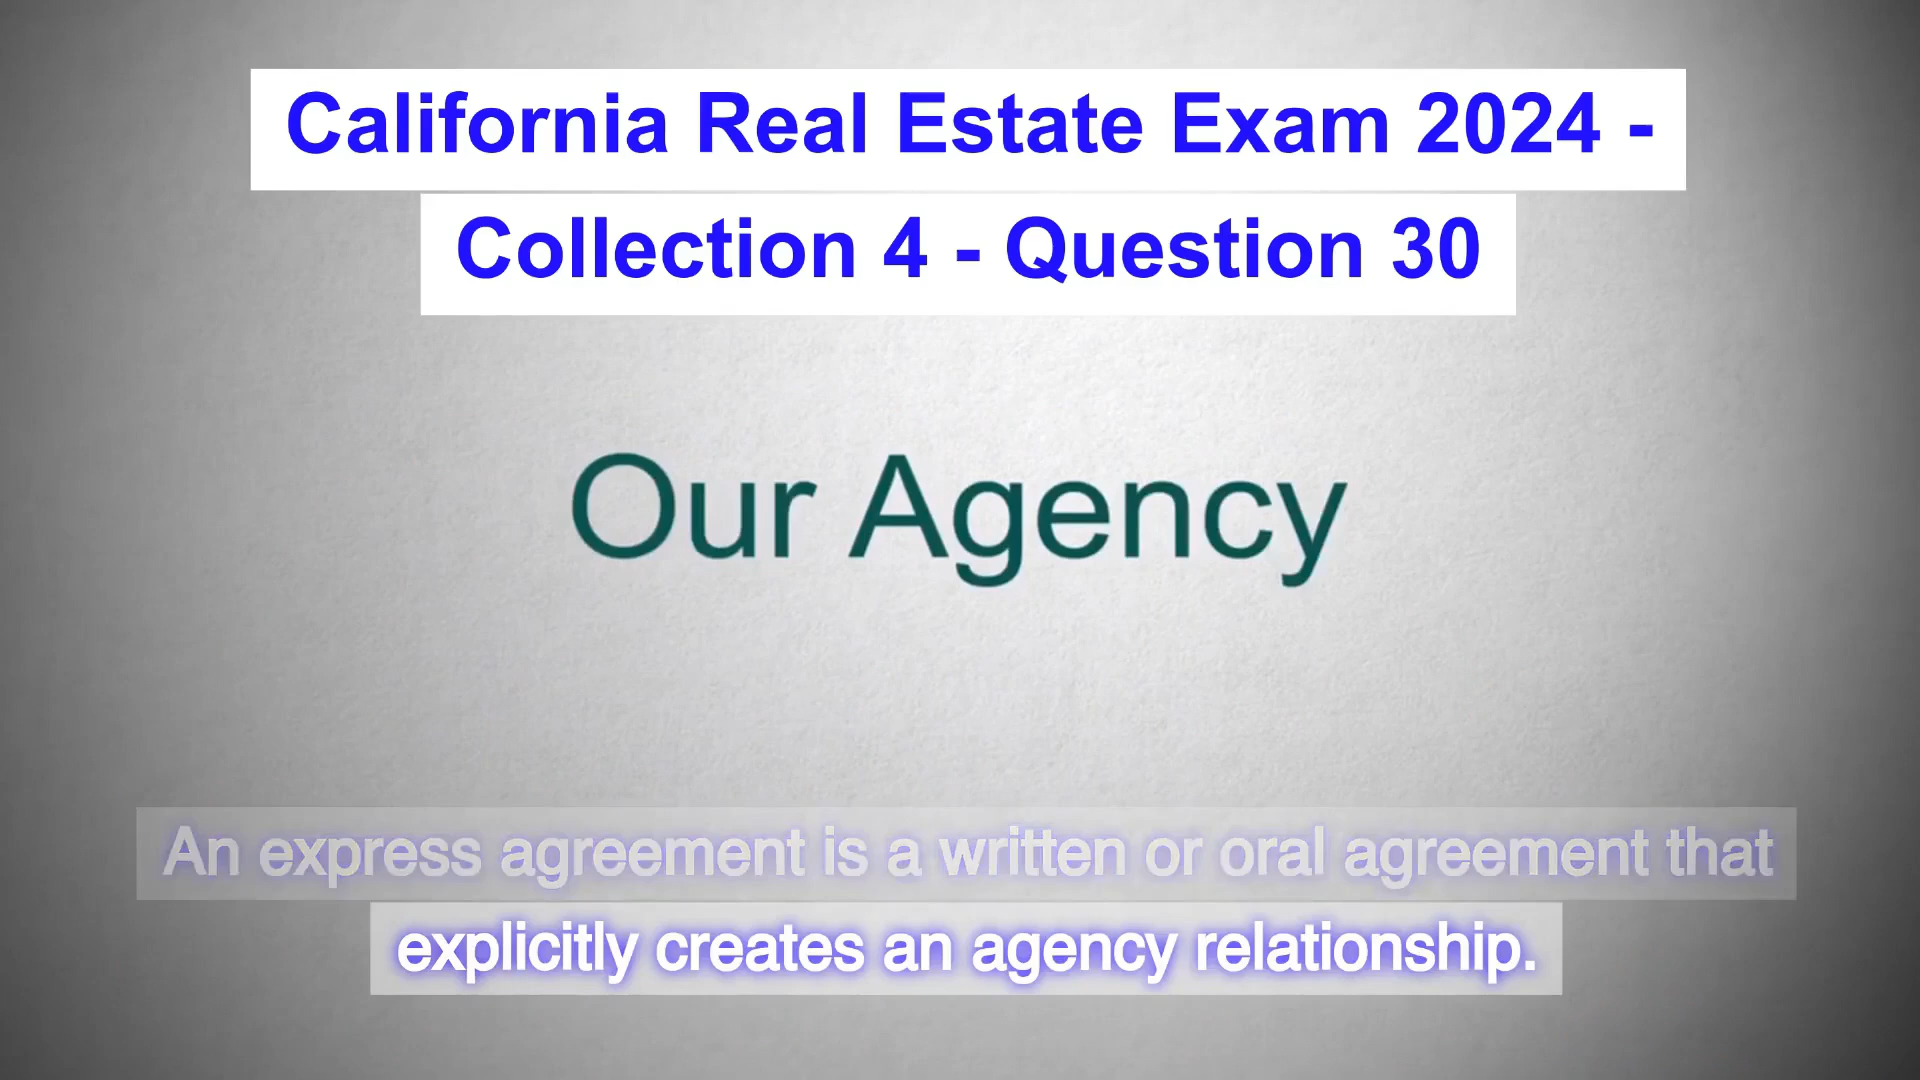 California Real Estate Exam 2024 -
Collection 4 - Question 30
Our Agency
An express agreement is a written or oral agreement that
explicitly creates an agency relationship.